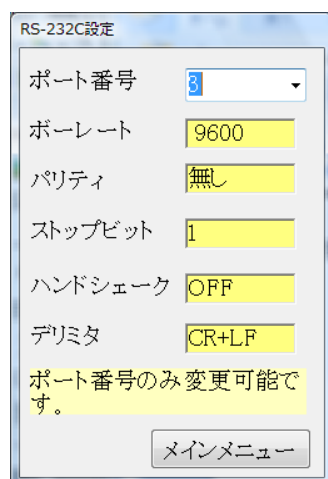 RS-232C設定
ポート番号 3
ボーレート 9600
パリティ 無し
ストップビット 1
ハンドシェーク OFF
デリミタ CR+LF
ポート番号のみ変更可能で
す。
メインメニュー